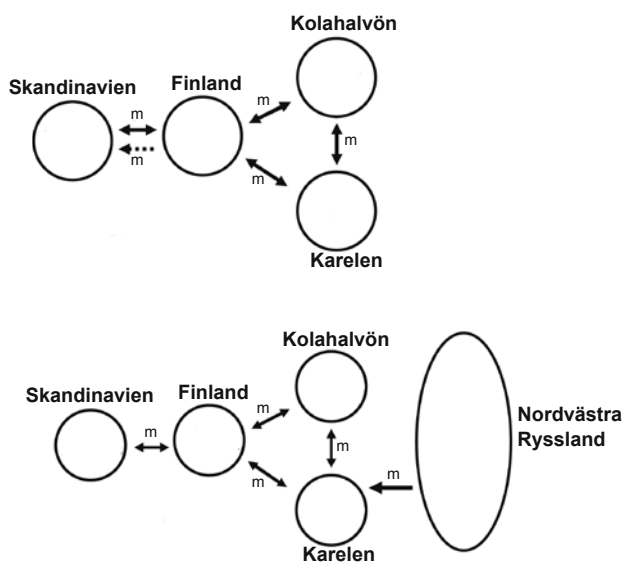 Kolahalvön
Skandinavien
Finland
m
m
m
m
m
Karelen
Kolahalvön
Skandinavien
Finland
m
m
m
m
m
Nordvästra
Ryssland
Karelen